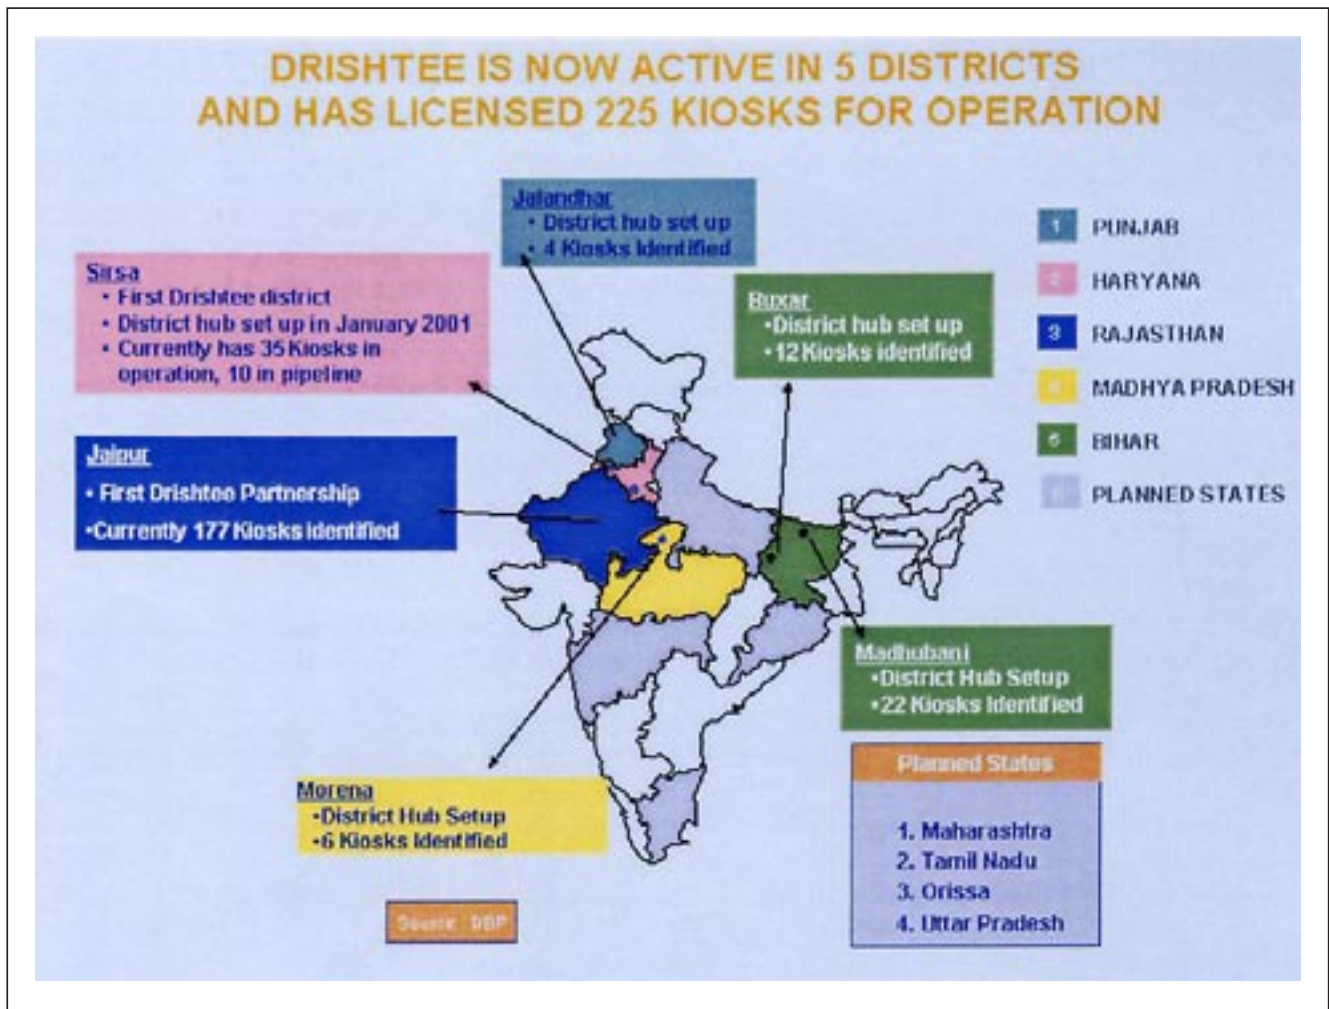 DRISHTEE IS NOW ACTIVE IN 5 DISTRICTS
AND HAS LICENSED 225 KIOSKS FOR OPERATION
Jalandhar
• District hub set up
• 4 Kiosks Identified
Sirsa
• First Drishtee district
• District hub set up in January 2001
• Currently has 35 Kiosks in
operation, 10 in pipeline
Buxar
•District hub set up
•12 Kiosks identified
Jaipur
• First Drishtee Partnership
•Currently 177 Kiosks Identified
1 PUNJAB
2 HARYANA
3 RAJASTHAN
MADHYA PRADESH
BIHAR
PLANNED STATES
Madhubani
•District Hub Setup
•22 Kiosks Identified
Morena
•District Hub Setup
•6 Kiosks Identified
Planned States
1. Maharashtra
2. Tamil Nadu
3. Orissa
4. Uttar Pradesh
Source: DBP